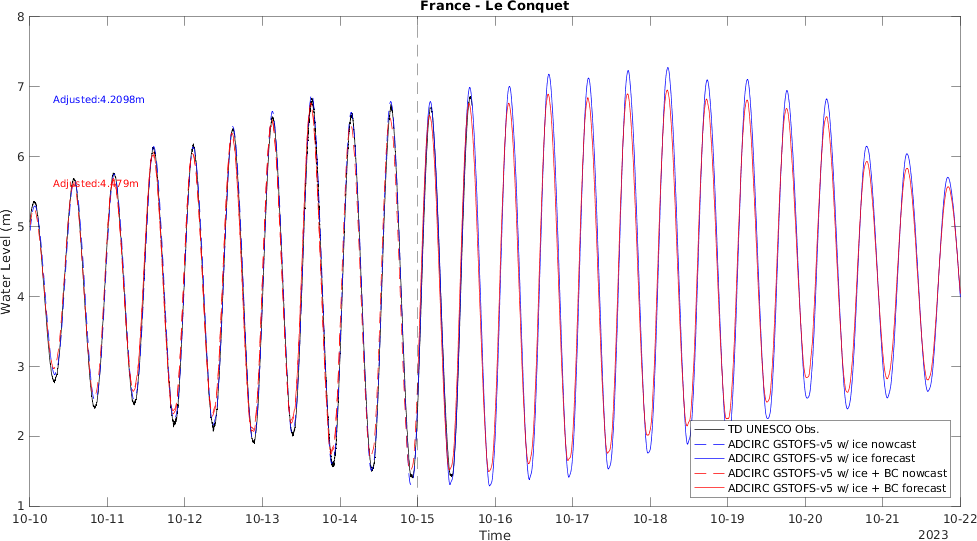 France - Le Conquet
8
7
6
5
4
3
2
1
Water Level (m)
Adjusted:4.2098m
Adjusted:4.479m
TD UNESCO Obs.
ADCIRC GSTOFS-v5 w/ ice nowcast
ADCIRC GSTOFS-v5 w/ ice forecast
ADCIRC GSTOFS-v5 w/ ice + BC nowcast
ADCIRC GSTOFS-v5 w/ ice + BC forecast
10-10 10-11 10-12 10-13 10-14 10-15 10-16 10-17 10-18 10-19 10-20 10-21 10-22
Time
2023